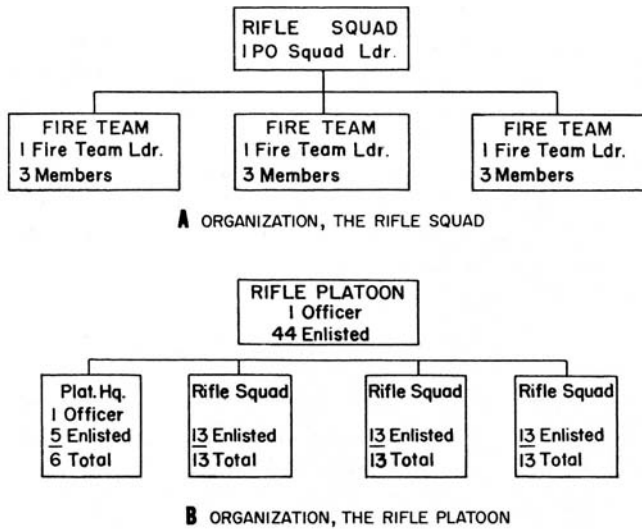 RIFLE SQUAD
1 PO Squad Ldr.
FIRE TEAM
1 Fire Team Ldr.
3 Members
FIRE TEAM
1 Fire Team Ldr.
3 Members
FIRE TEAM
1 Fire Team Ldr.
3 Members
A ORGANIZATION, THE RIFLE SQUAD
RIFLE PLATOON
1 Officer
44 Enlisted
Plat. Hq.
1 Officer
5 Enlisted
6 Total
Rifle Squad
13 Enlisted
13 Total
Rifle Squad
13 Enlisted
13 Total
Rifle Squad
13 Enlisted
13 Total
B ORGANIZATION, THE RIFLE PLATOON